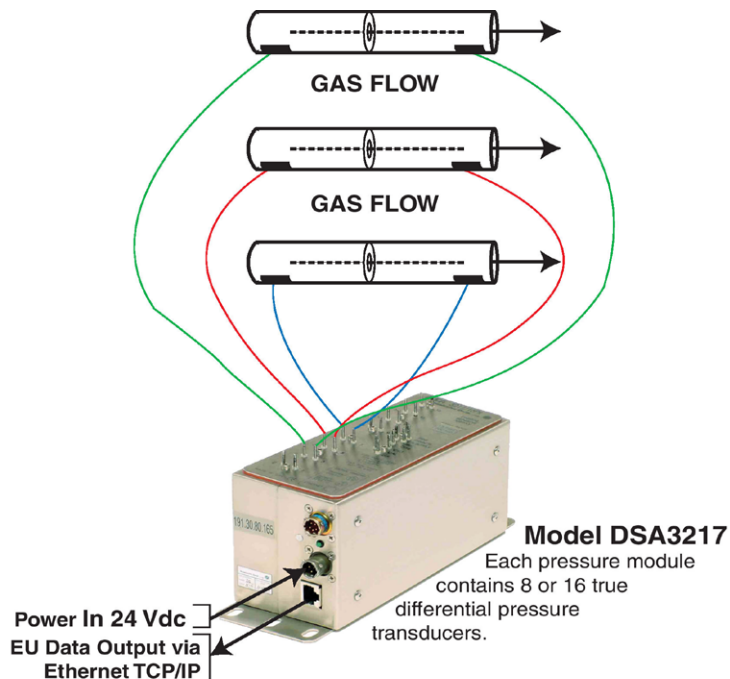 GAS FLOW
GAS FLOW
191.30.80.165
Model DSA3217
Each pressure module
contains 8 or 16 true
differential pressure
transducers.
Power In 24 Vdc
EU Data Output via
Ethernet TCP/IP